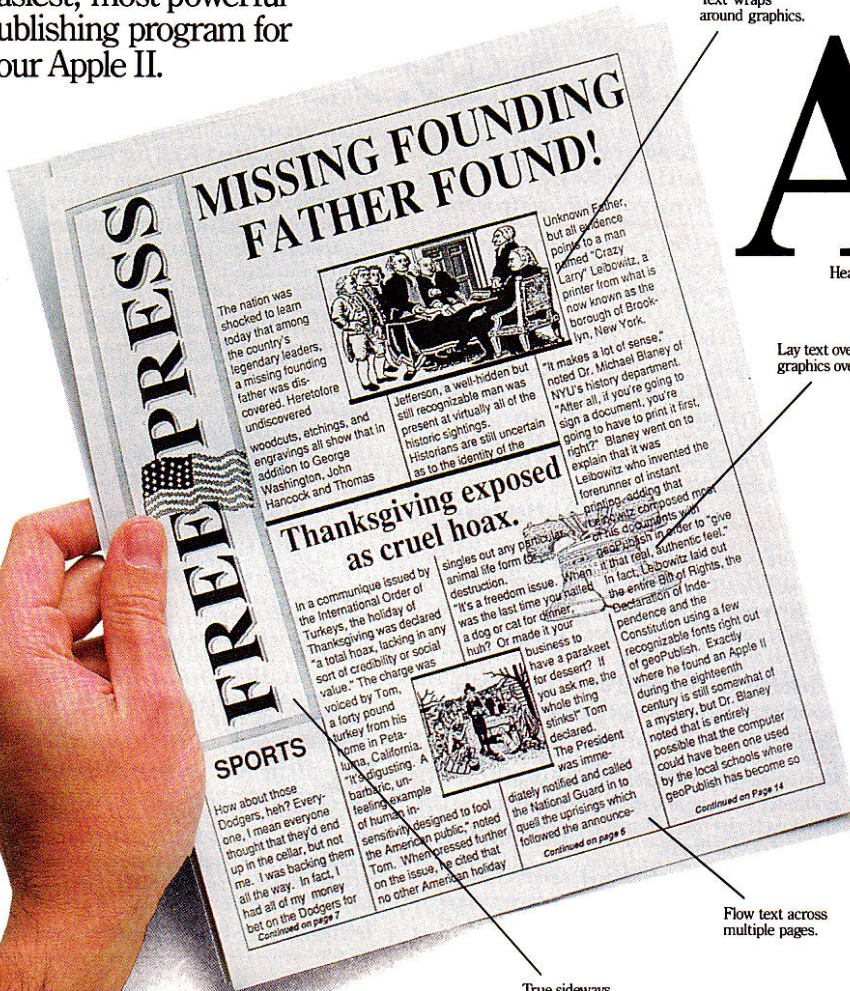 easiest, most powerful
publishing program for
your Apple II.
Text wraps
around graphics.
A
Hea
Lay text ove
graphics ove
FREE PRESS
MISSING FOUNDING
FATHER FOUND!
The nation was
shocked to learn
today that among
the country's
legendary leaders,
a missing founding
father was dis-
covered. Heretofore
undiscovered
woodcuts, etchings, and
engravings all show that in
addition to George
Washington, John
Hancock and Thomas
Jefferson, a well-hidden but
still recognizable man was
present at virtually all of the
historic sightings.
Historians are still uncertain
as to the identity of the
Unknown Father,
but all evidence
points to a man
named "Crazy
Larry" Leibowitz, a
printer from what is
now known as the
borough of Brook-
lyn, New York.
"It makes a lot of sense,"
noted Dr. Michael Blaney of
NYU's history department.
"After all, if you're going to
sign a document, you're
going to have to print it first,
right?" Blaney went on to
explain that it was
Leibowitz who invented the
forerunner of instant
printing, adding that
Leibowitz composed most
of his documents with
geoPublish in order to "give
it that real, authentic feel."
In fact, Leibowitz laid out
the entire Bill of Rights, the
Declaration of Inde-
pendence and the
Constitution using a few
recognizable fonts right out
of geoPublish. Exactly
where he found an Apple II
during the eighteenth
century is still somewhat of
a mystery, but Dr. Blaney
noted that is entirely
possible that the computer
could have been one used
by the local schools where
geoPublish has become so
Continued on Page 14
Thanksgiving exposed
as cruel hoax.
In a communique issued by
the International Order of
Turkeys, the holiday of
Thanksgiving was declared
"a total hoax, lacking in any
sort of credibility or social
value." The charge was
voiced by Tom,
a forty pound
turkey from his
home in Peta-
luma, California.
"It's digusting. A
barbaric, un-
feeling example
of human in-
sensitivity designed to fool
the American public," noted
Tom. When pressed further
on the issue, he cited that
no other American holiday
singles out any particular
animal life form for
destruction.
"It's a freedom issue. When
was the last time you nailed
a dog or cat for dinner,
huh? Or made it your
business to
have a parakeet
for dessert? If
you ask me, the
whole thing
stinks!" Tom
declared.
The President
was imme-
diately notified and called
the National Guard in to
quell the uprisings which
followed the announce-
Continued on page 6
SPORTS
How about those
Dodgers, heh? Every-
one, I mean everyone
thought that they'd end
up in the cellar, but not
me. I was backing them
all the way. In fact, I
had all of my money
bet on the Dodgers for
Continued on page 7
Flow text across
multiple pages.
True sideways